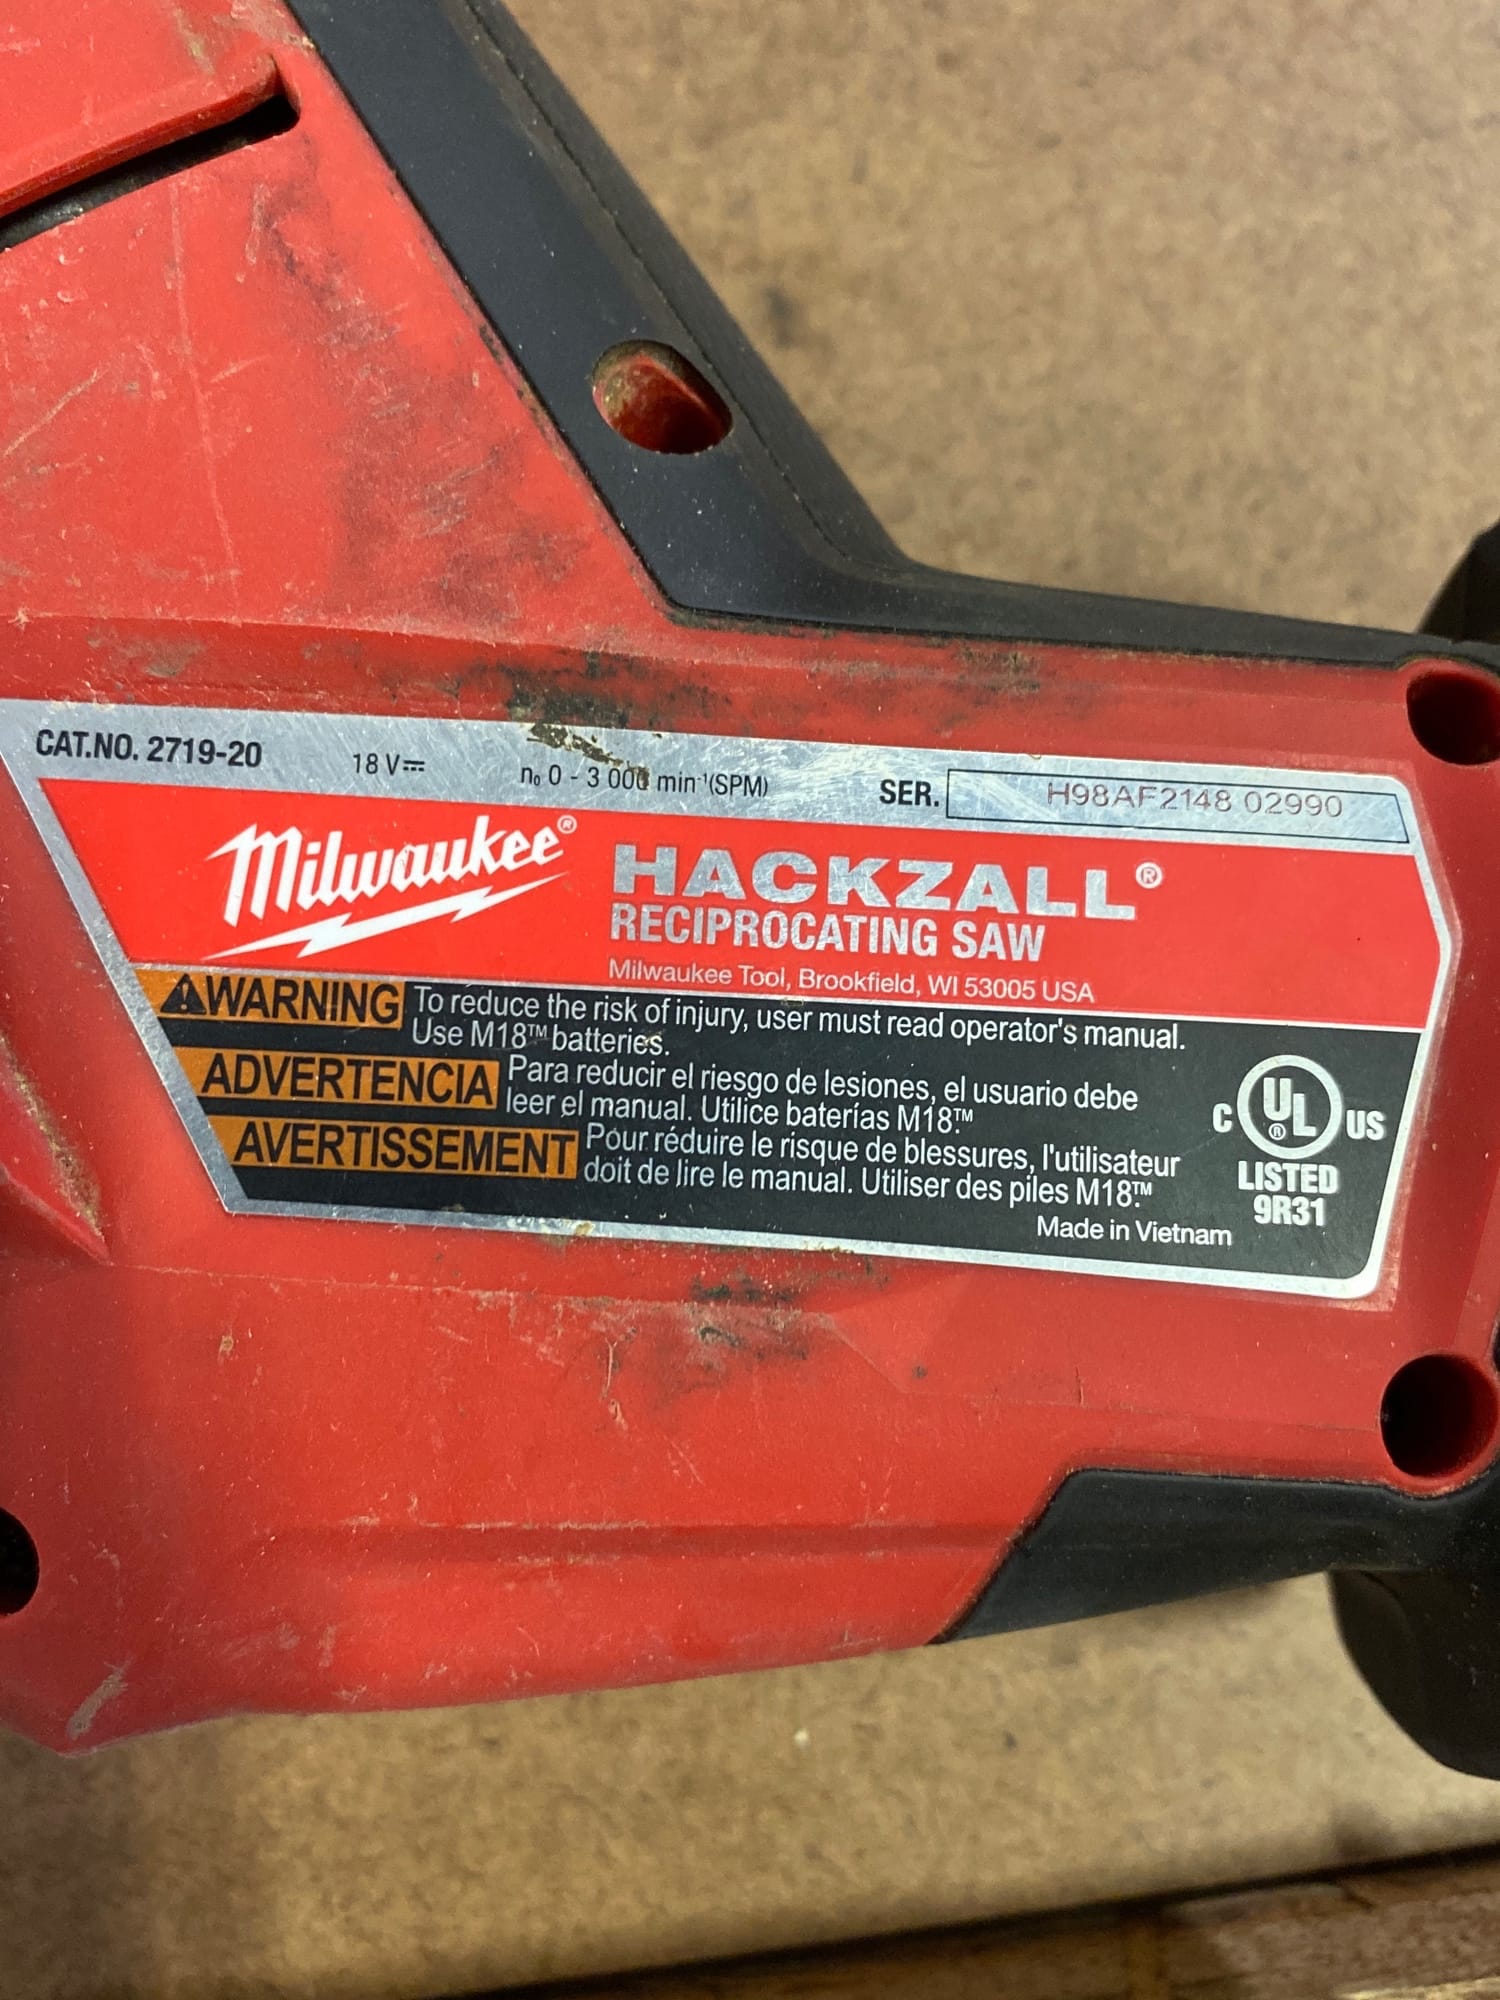 CAT.NO. 2719-20 18 V⎓ n₀ 0 - 3 000 min⁻¹(SPM) SER. H98AF2148 02990
Milwaukee®
HACKZALL®
RECIPROCATING SAW
Milwaukee Tool, Brookfield, WI 53005 USA
⚠WARNING To reduce the risk of injury, user must read operator's manual.
Use M18™ batteries.
ADVERTENCIA Para reducir el riesgo de lesiones, el usuario debe
leer el manual. Utilice baterías M18™.
AVERTISSEMENT Pour réduire le risque de blessures, l'utilisateur
doit de lire le manual. Utiliser des piles M18™.
Made in Vietnam
C UL® US
LISTED
9R31